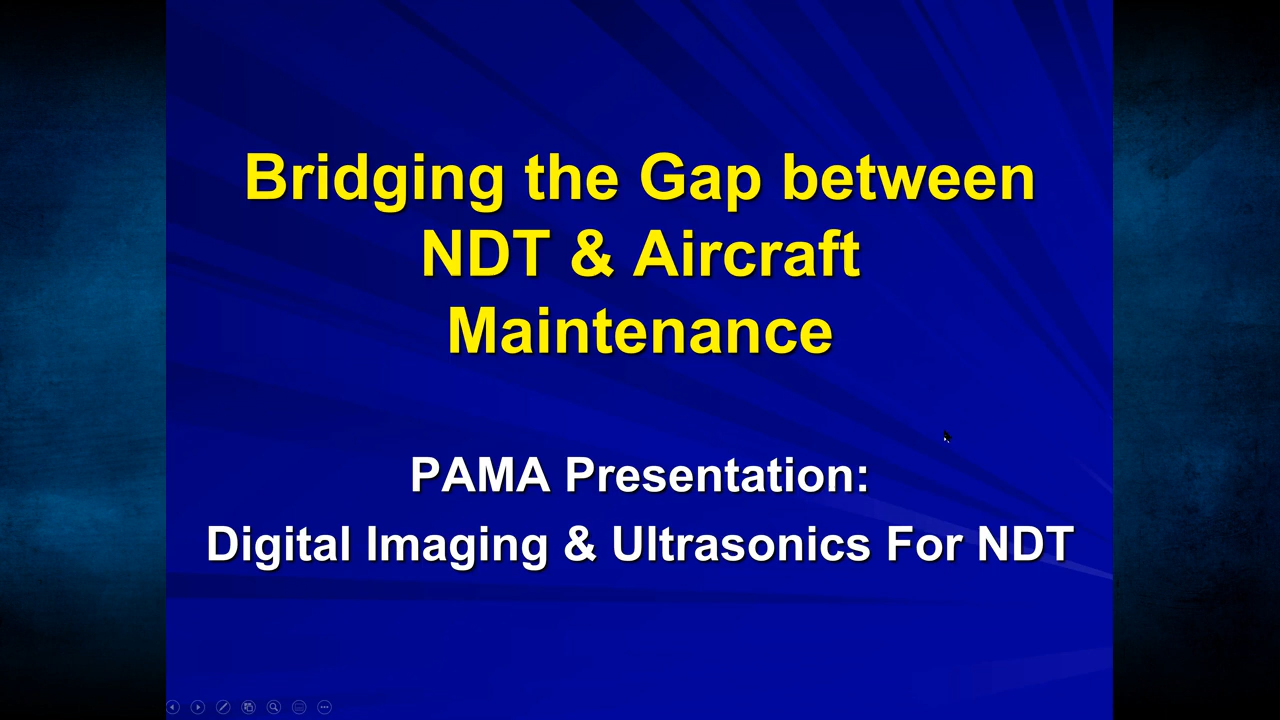 Bridging the Gap between
NDT & Aircraft
Maintenance
PAMA Presentation:
Digital Imaging & Ultrasonics For NDT